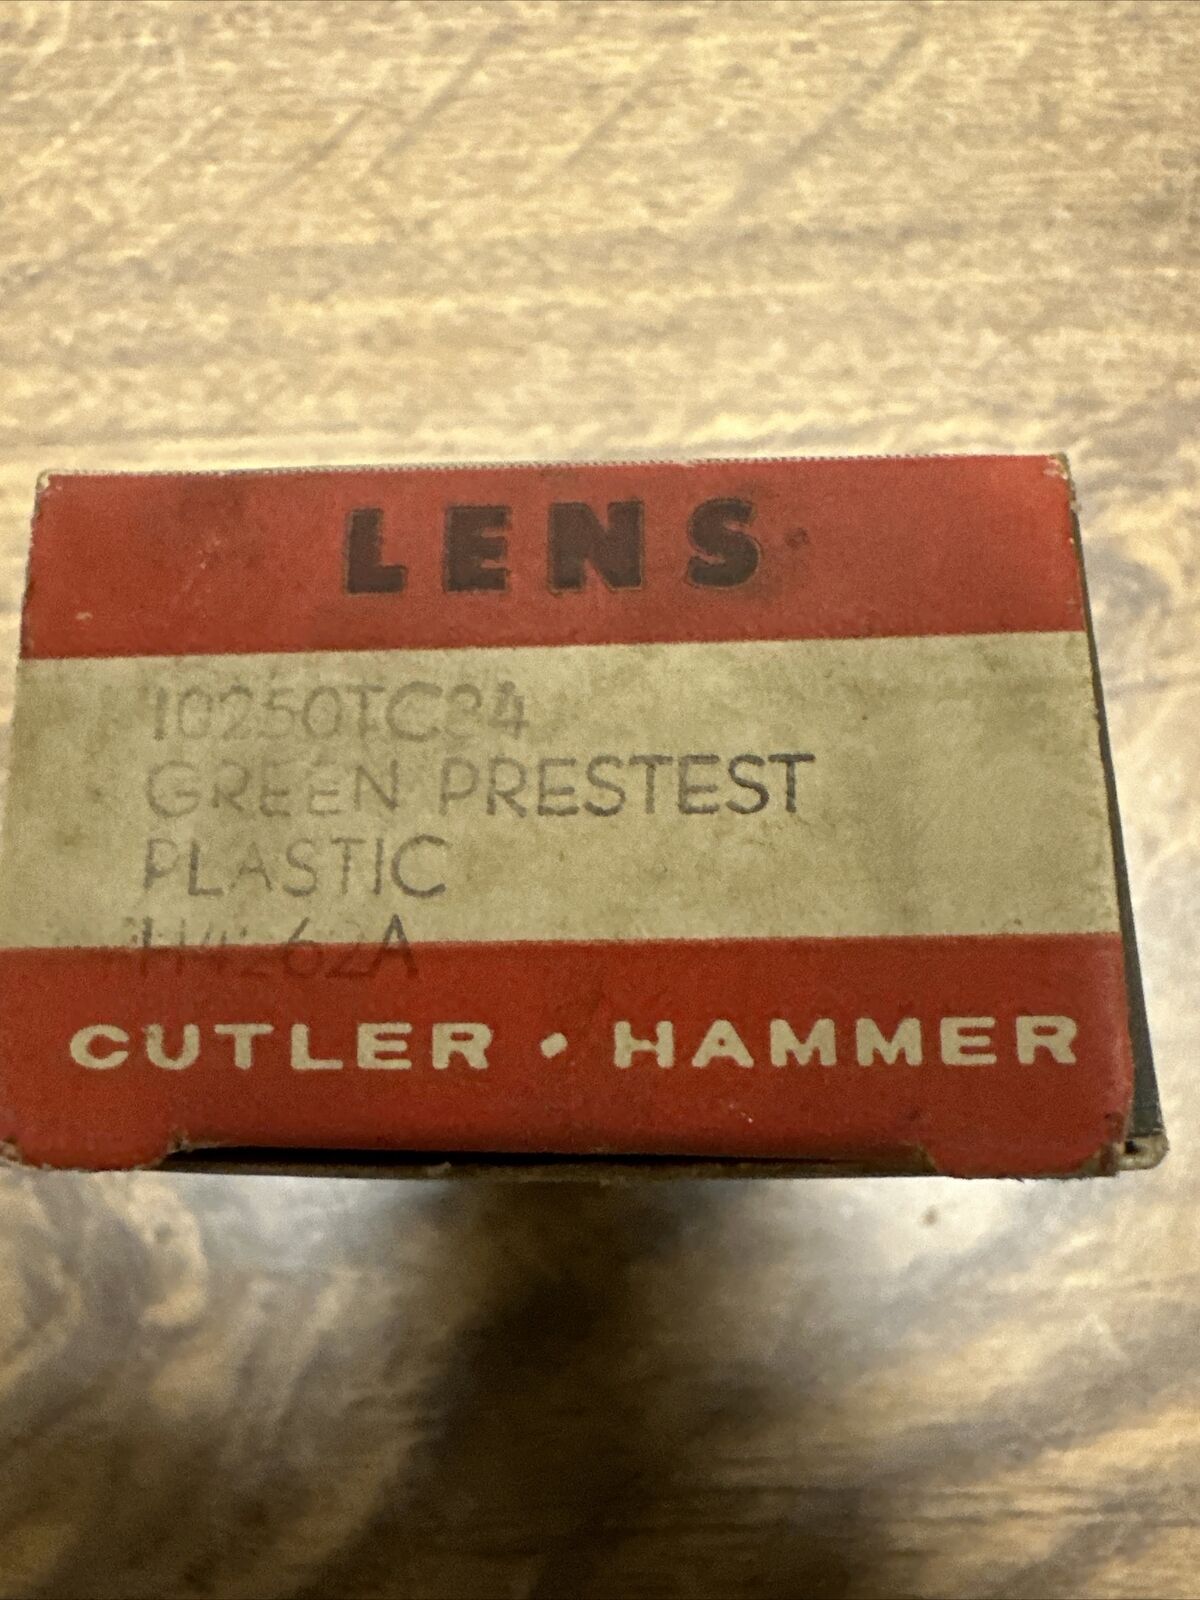 LENS
10250TC34
GREEN PRESTEST
PLASTIC
CUTLER • HAMMER